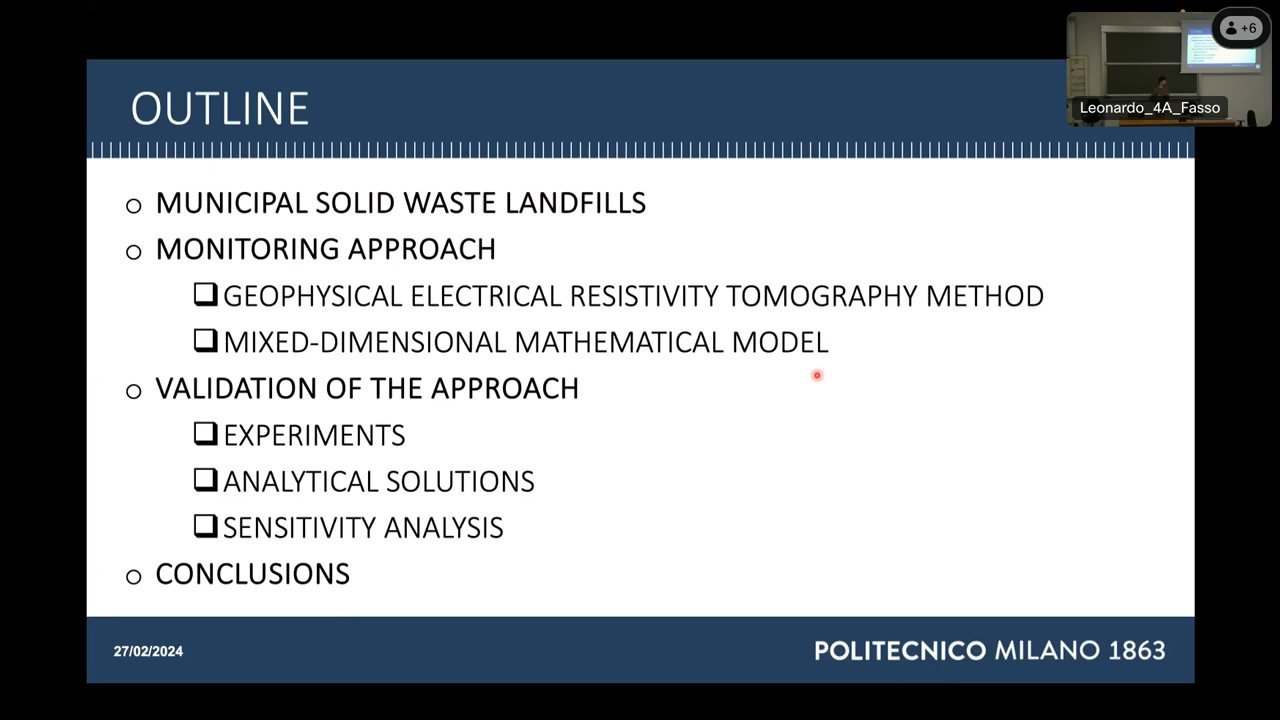 OUTLINE
+6
Leonardo_4A_Fasso
MUNICIPAL SOLID WASTE LANDFILLS
MONITORING APPROACH
GEOPHYSICAL ELECTRICAL RESISTIVITY TOMOGRAPHY METHOD
MIXED-DIMENSIONAL MATHEMATICAL MODEL
VALIDATION OF THE APPROACH
EXPERIMENTS
ANALYTICAL SOLUTIONS
SENSITIVITY ANALYSIS
CONCLUSIONS
27/02/2024
POLITECNICO MILANO 1863